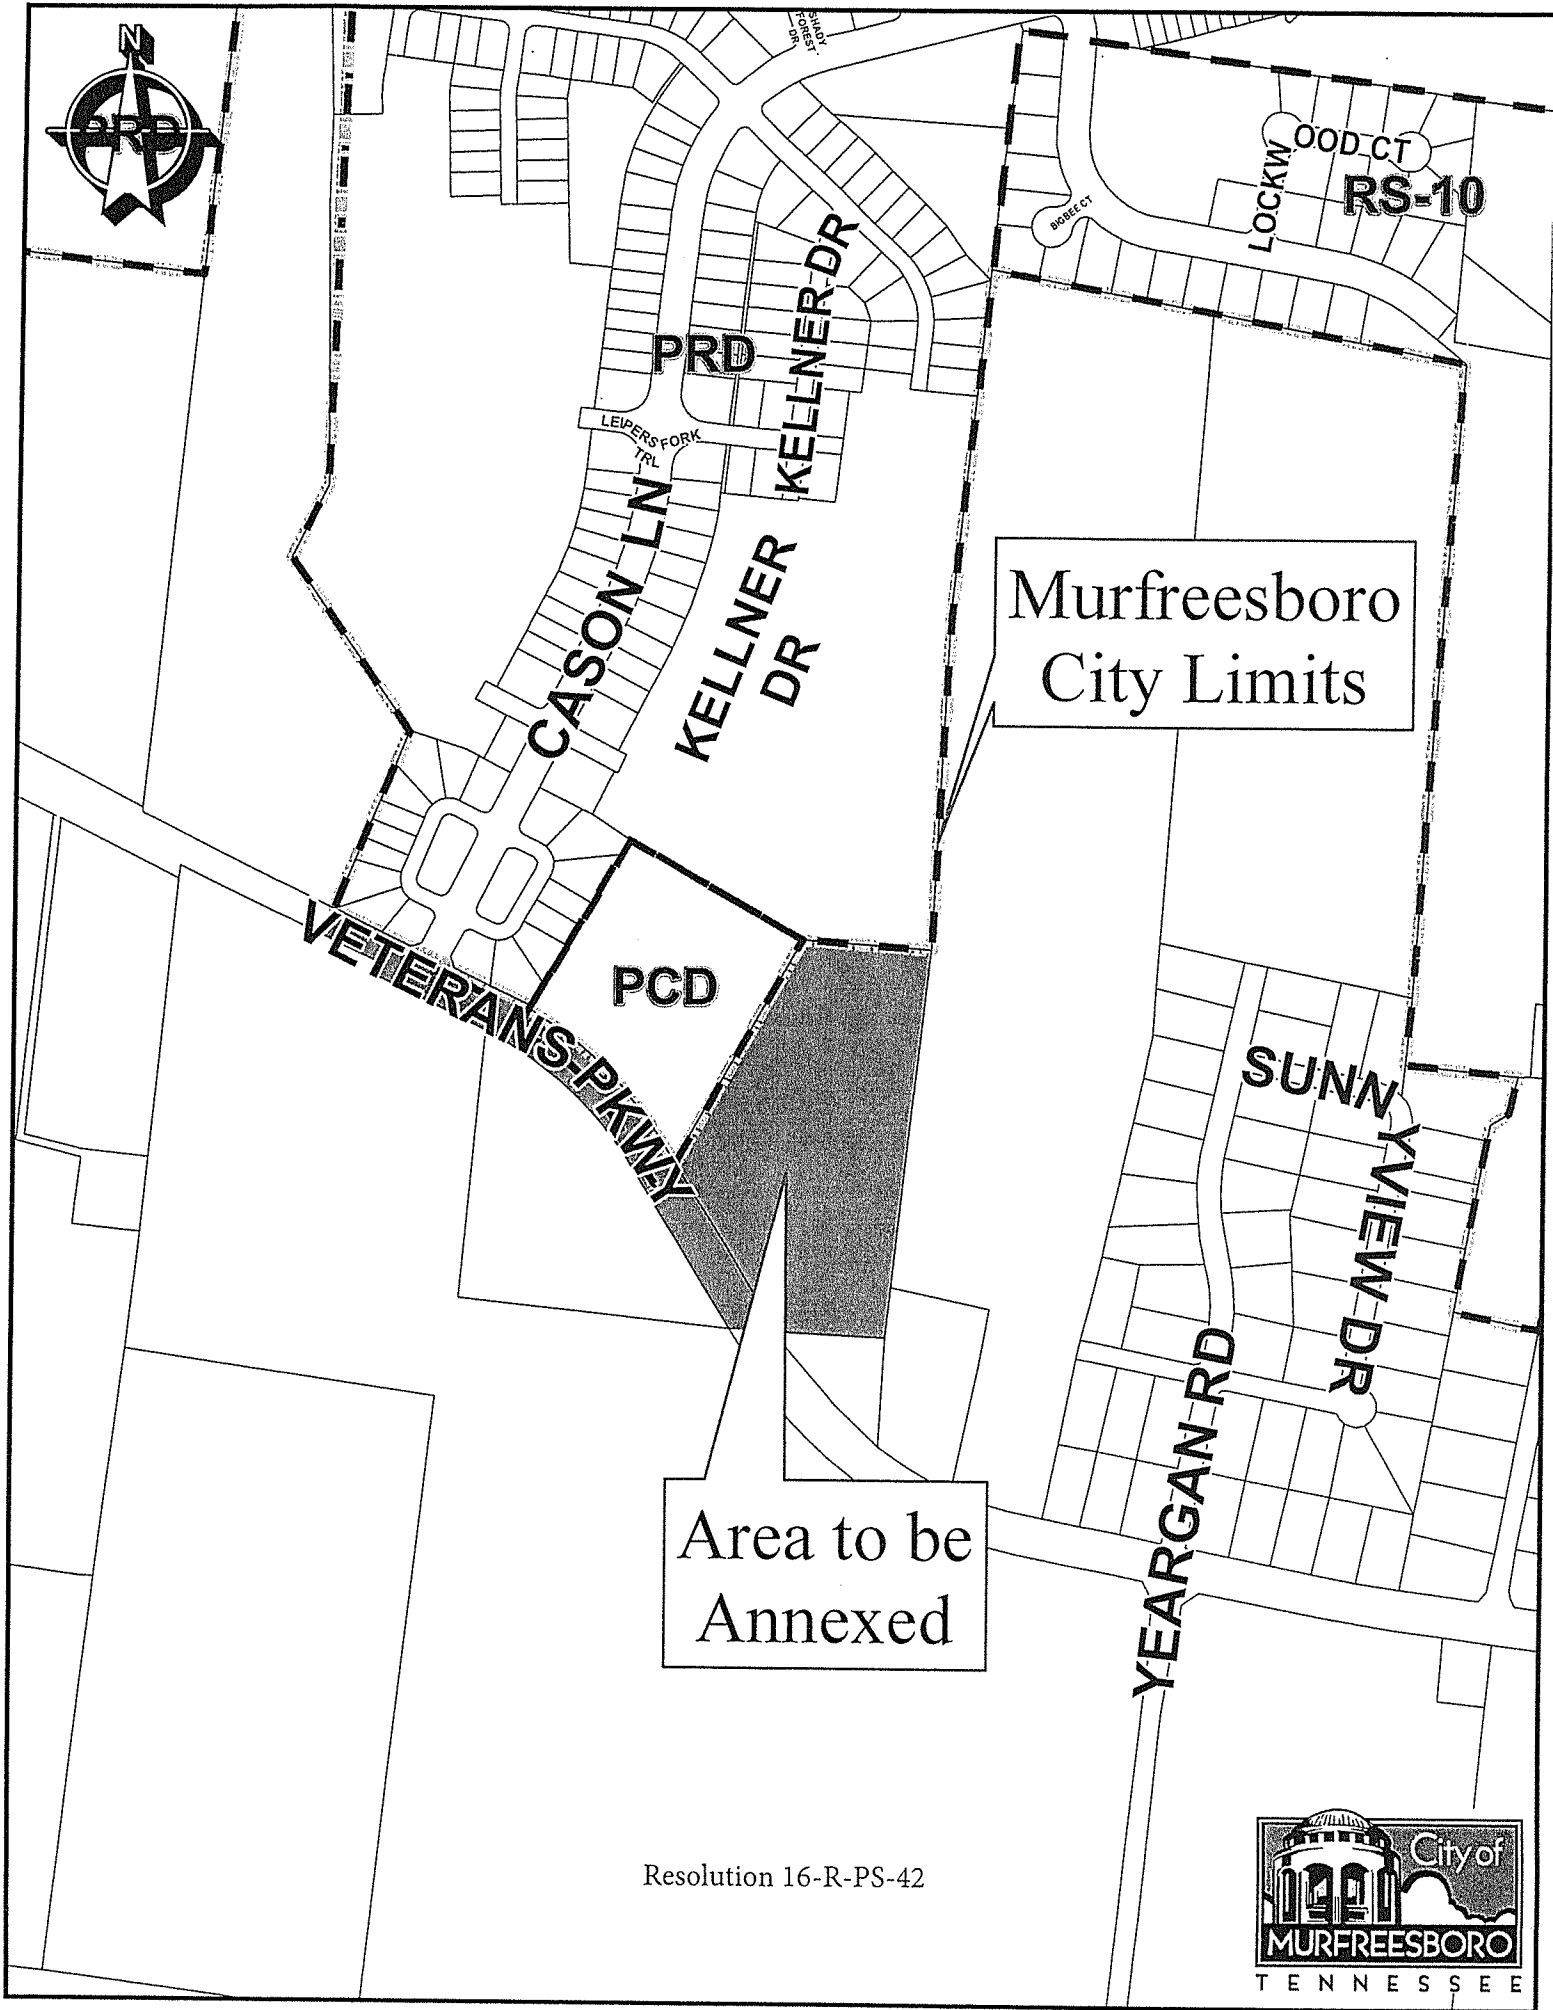 N
PRD
SHADY
FOREST
DR
LOCKWOOD CT
RS-10
BIGBEE CT
KELLNER DR
PRD
LEIPERS FORK
TRL
CASON LN
KELLNER
DR
Murfreesboro
City Limits
VETERANS PKWY
PCD
SUNNYVIEW DR
YEARGAN RD
Area to be
Annexed
Resolution 16-R-PS-42
City of
MURFREESBORO
TENNESSEE